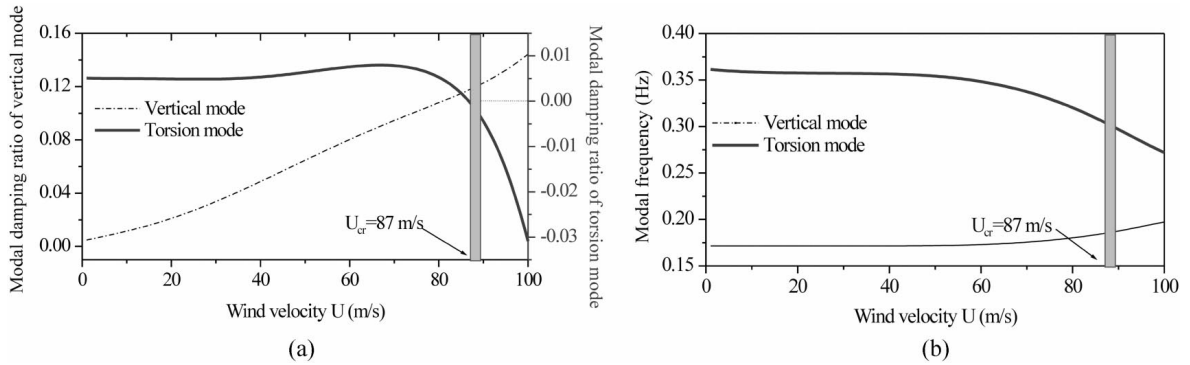 (a)
Modal damping ratio of vertical mode
0.16
0.12
0.08
0.04
0.00
Vertical mode
Torsion mode
U_cr=87 m/s
0.01
0.00
-0.01
-0.02
-0.03
Modal damping ratio of torsion mode
0 20 40 60 80 100
Wind velocity U (m/s)
(a)
(b)
Modal frequency (Hz)
0.40
0.35
0.30
0.25
0.20
0.15
Vertical mode
Torsion mode
U_cr=87 m/s
0 20 40 60 80 100
Wind velocity U (m/s)
(b)